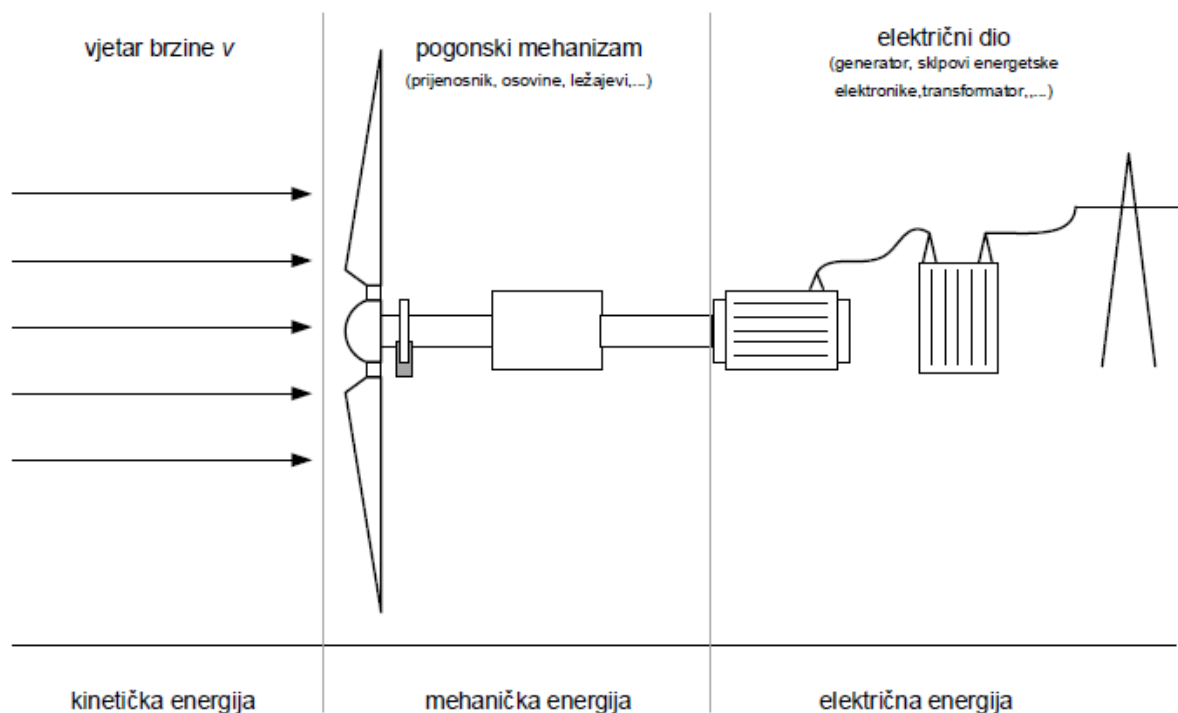 vjetar brzine v
pogonski mehanizam
(prijenosnik, osovine, ležajevi,...)
električni dio
(generator, sklpovi energetske
elektronike,transformator,,...)
kinetička energija
mehanička energija
električna energija